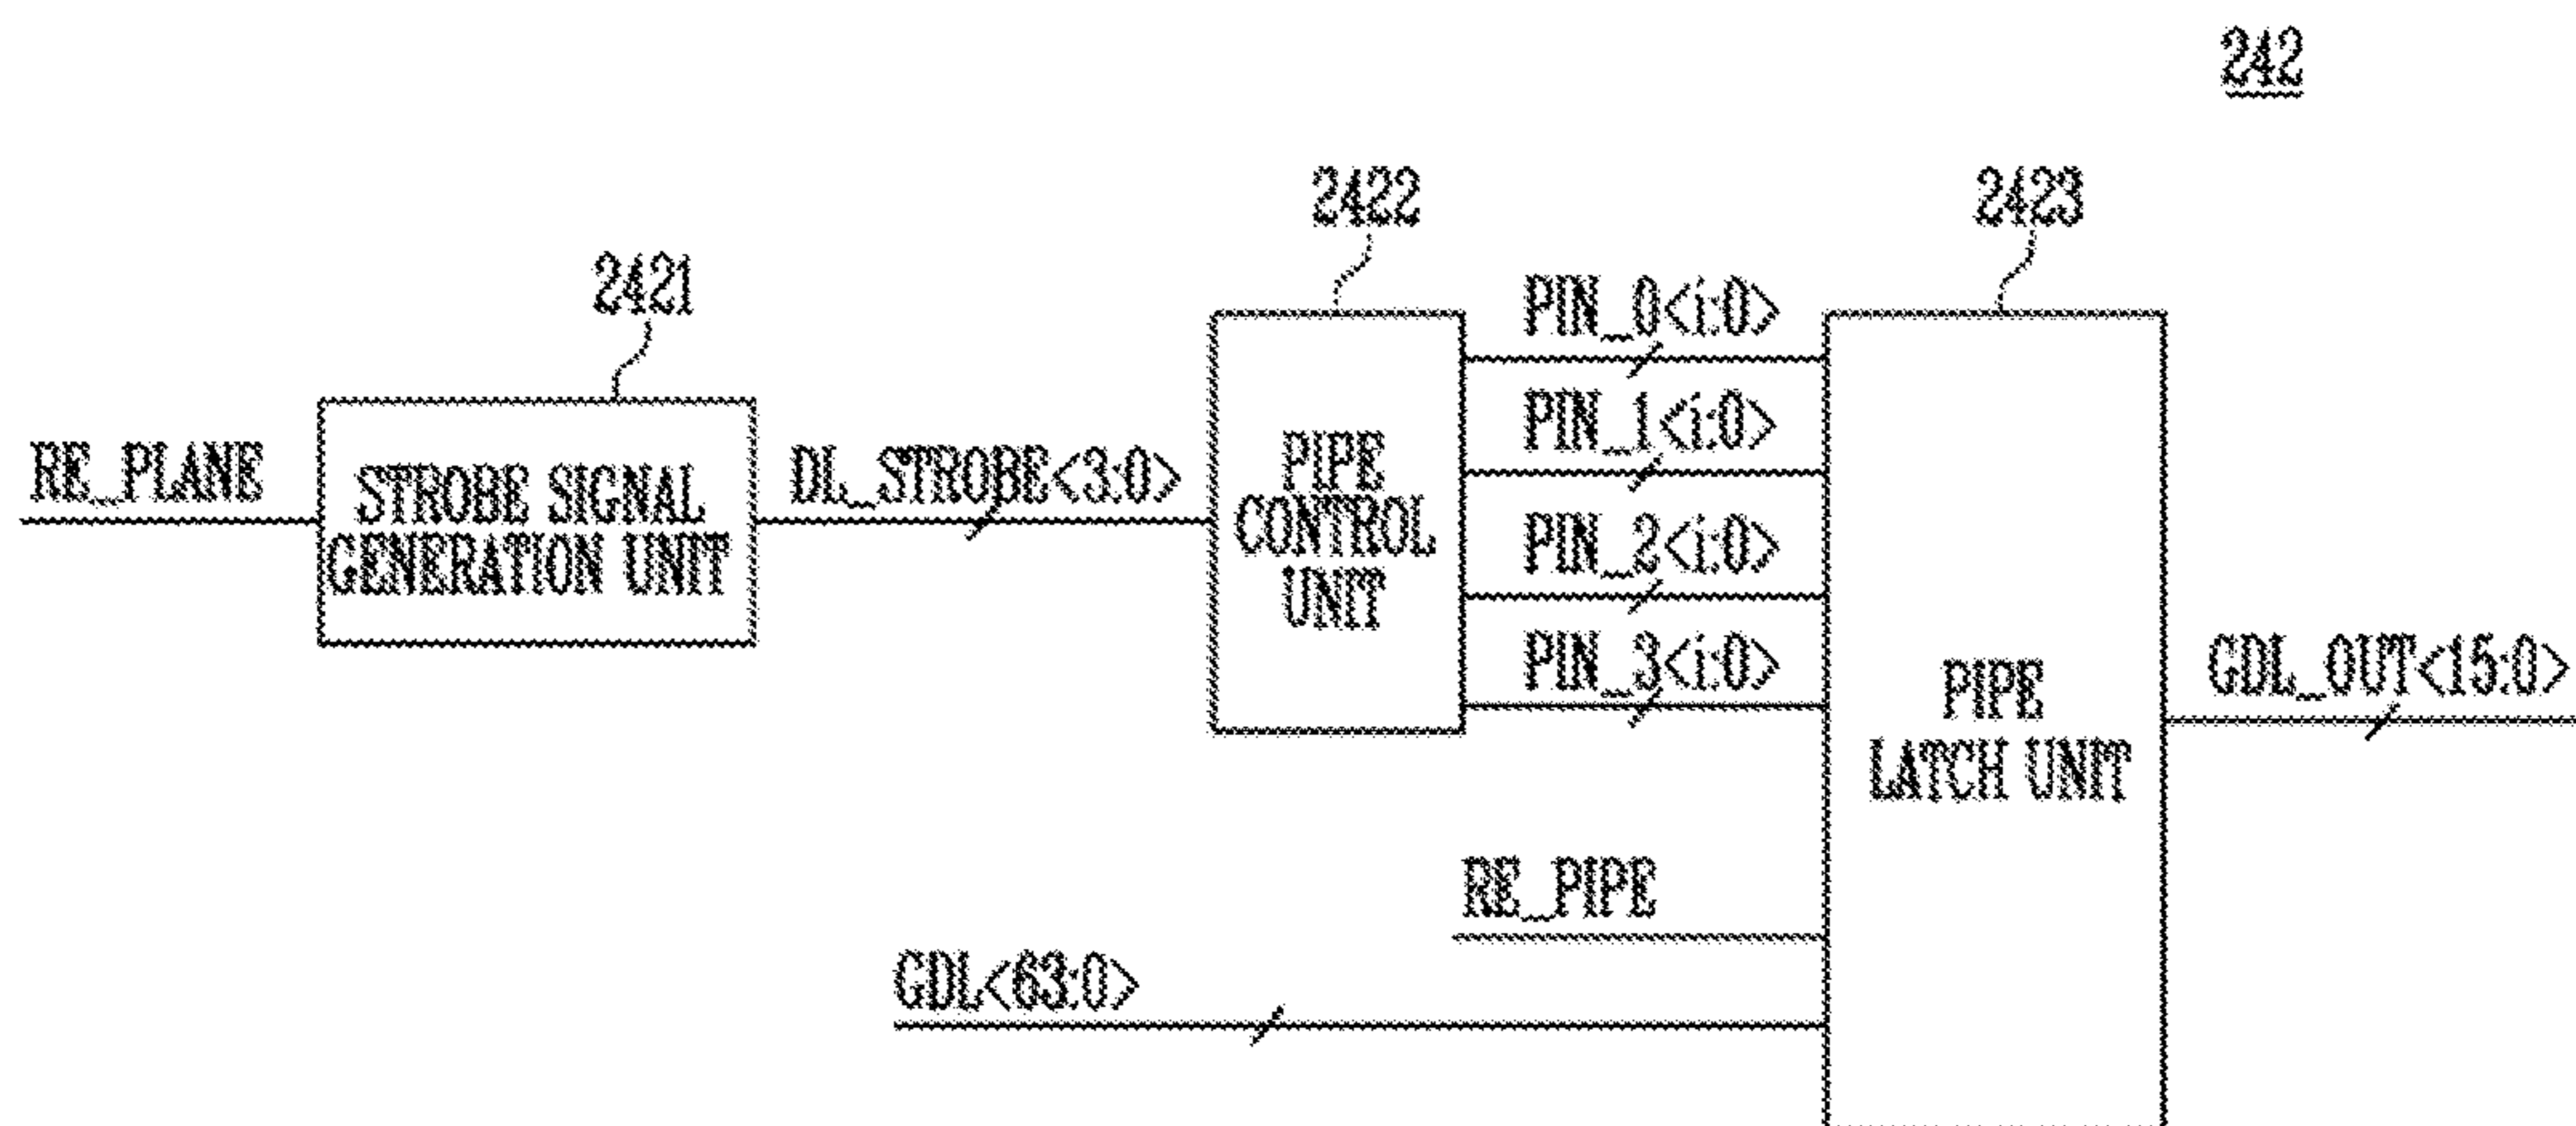 242
2421
2422
2423
RE_PLANE
STROBE SIGNAL
GENERATION UNIT
DL_STROBE<3:0>
PIPE
CONTROL
UNIT
PIN_0<i:0>
PIN_1<i:0>
PIN_2<i:0>
PIN_3<i:0>
RE_PIPE
GDL<63:0>
PIPE
LATCH UNIT
GDL_OUT<15:0>